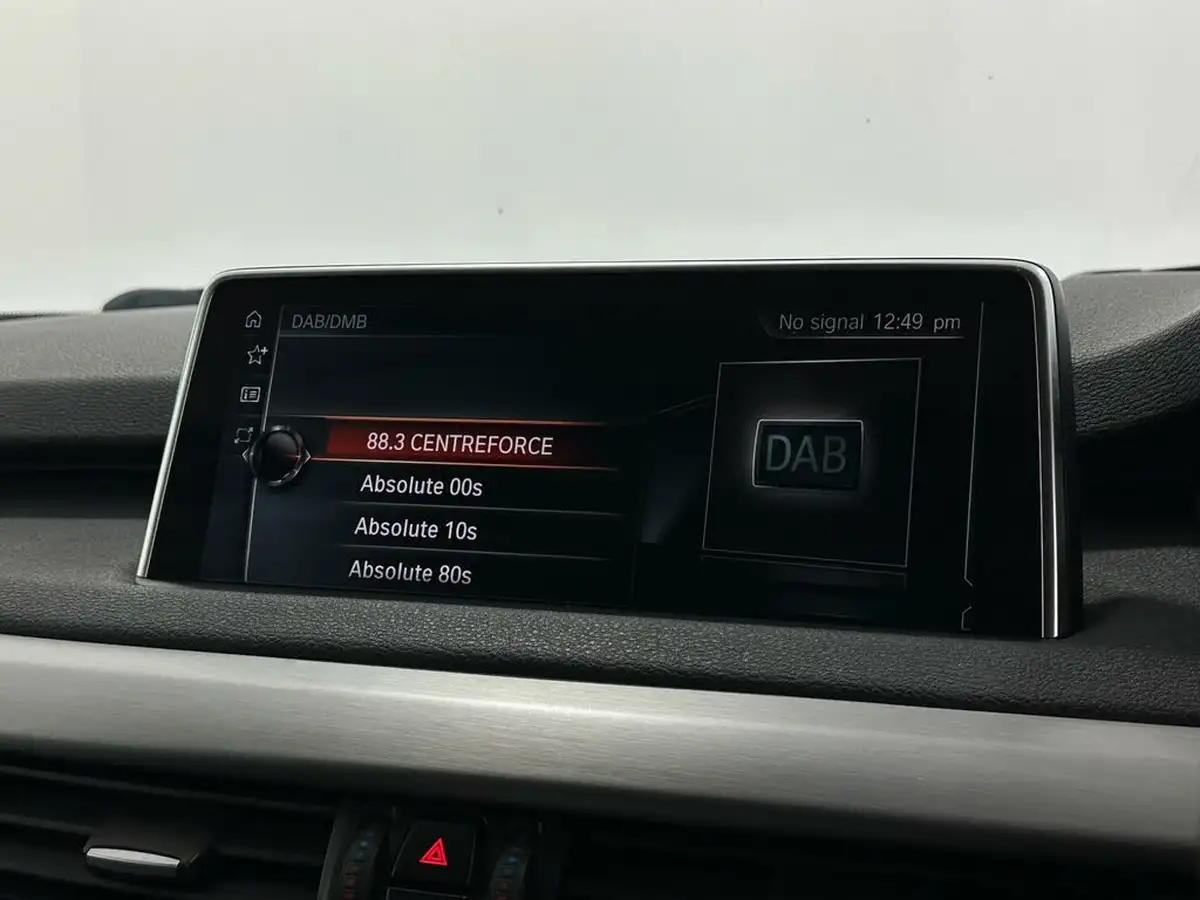 DAB/DMB
No signal 12:49 pm
88.3 CENTREFORCE
Absolute 00s
Absolute 10s
Absolute 80s
DAB